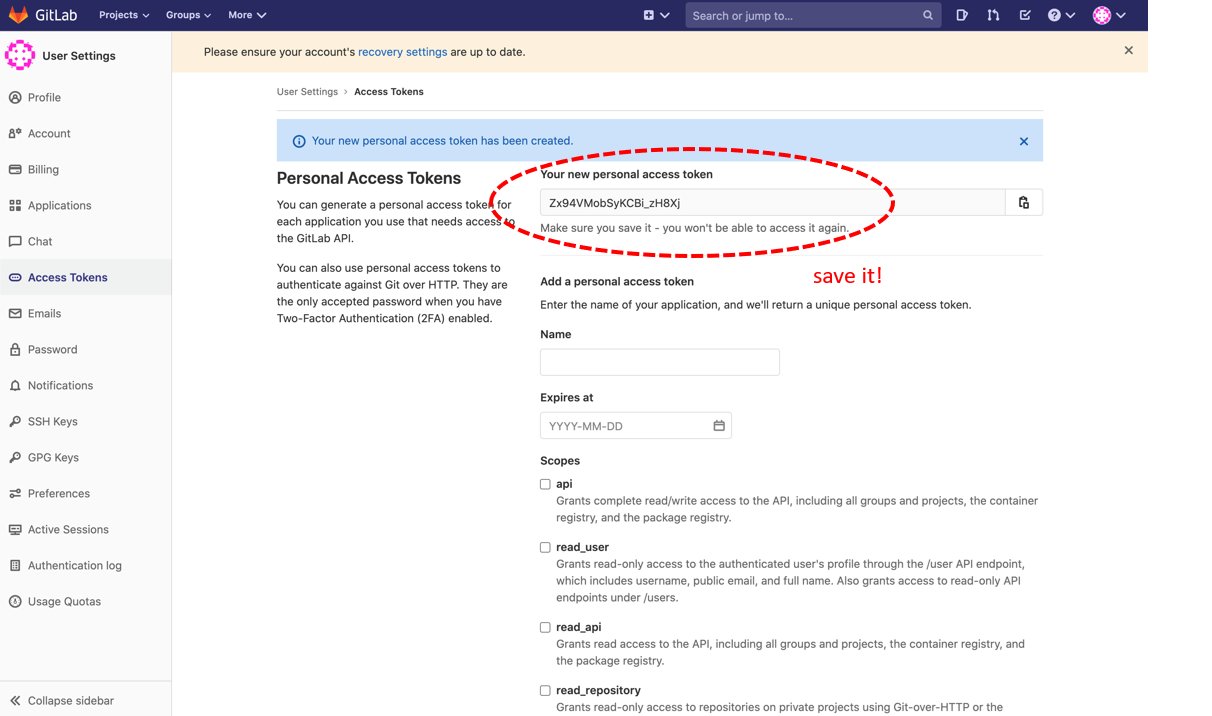 GitLab Projects Groups More Search or jump to...
User Settings
Please ensure your account's recovery settings are up to date.
Profile
Account
Billing
Applications
Chat
Access Tokens
Emails
Password
Notifications
SSH Keys
GPG Keys
Preferences
Active Sessions
Authentication log
Usage Quotas
Collapse sidebar
User Settings › Access Tokens
Your new personal access token has been created.
Personal Access Tokens
You can generate a personal access token for
each application you use that needs access to
the GitLab API.
You can also use personal access tokens to
authenticate against Git over HTTP. They are
the only accepted password when you have
Two-Factor Authentication (2FA) enabled.
Your new personal access token
Zx94VMobSyKCBi_zH8Xj
Make sure you save it - you won't be able to access it again.
save it!
Add a personal access token
Enter the name of your application, and we'll return a unique personal access token.
Name
Expires at
YYYY-MM-DD
Scopes
api
Grants complete read/write access to the API, including all groups and projects, the container
registry, and the package registry.
read_user
Grants read-only access to the authenticated user's profile through the /user API endpoint,
which includes username, public email, and full name. Also grants access to read-only API
endpoints under /users.
read_api
Grants read access to the API, including all groups and projects, the container registry, and
the package registry.
read_repository
Grants read-only access to repositories on private projects using Git-over-HTTP or the